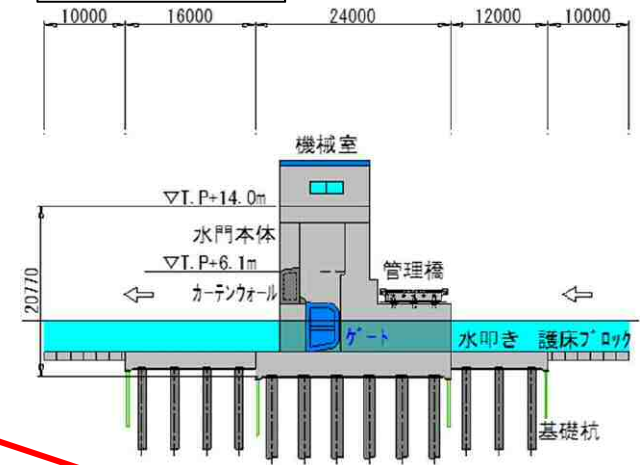 10000 16000 24000 12000 10000
機械室
▽T.P+14.0m
水門本体
▽T.P+6.1m
管理橋
20770
カーテンウォール
ゲート
水叩き 護床ブロック
基礎杭